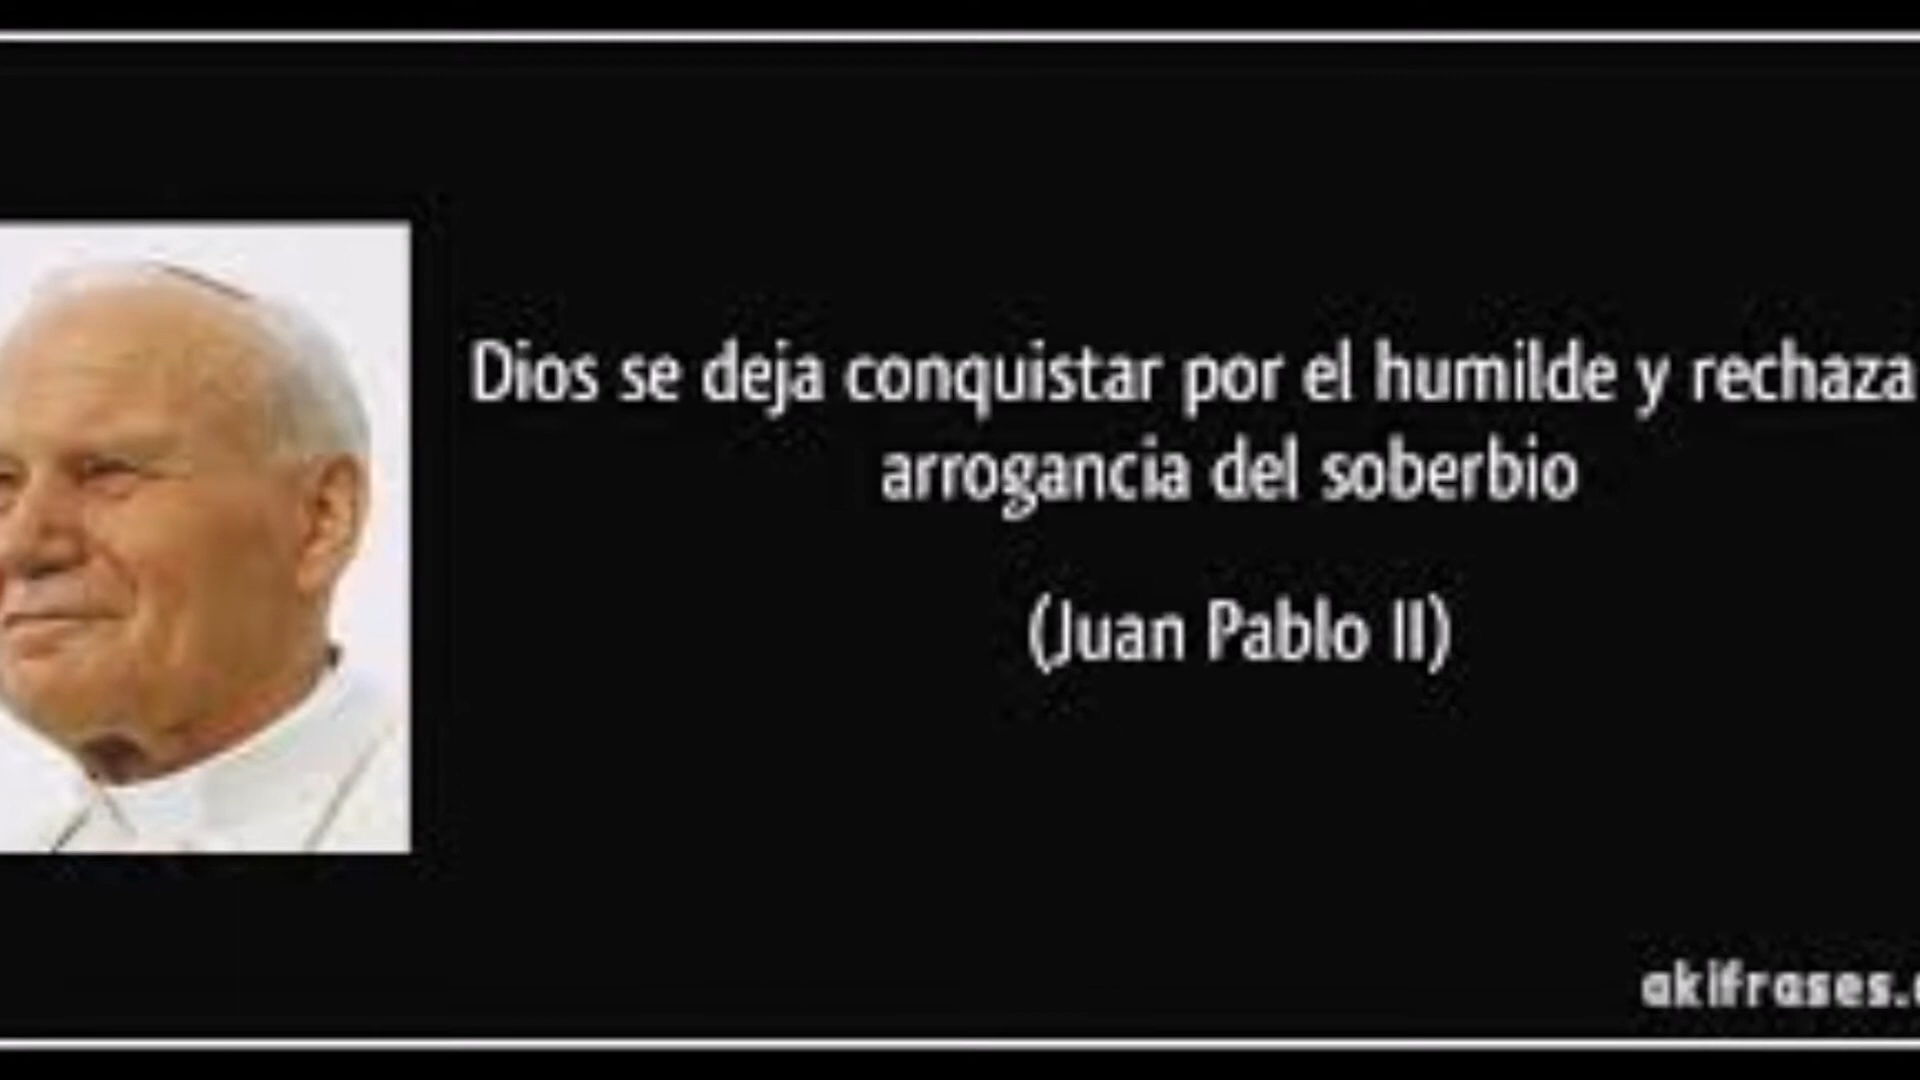 Dios se deja conquistar por el humilde y rechaza
arrogancia del soberbio
(Juan Pablo II)
akifrases.